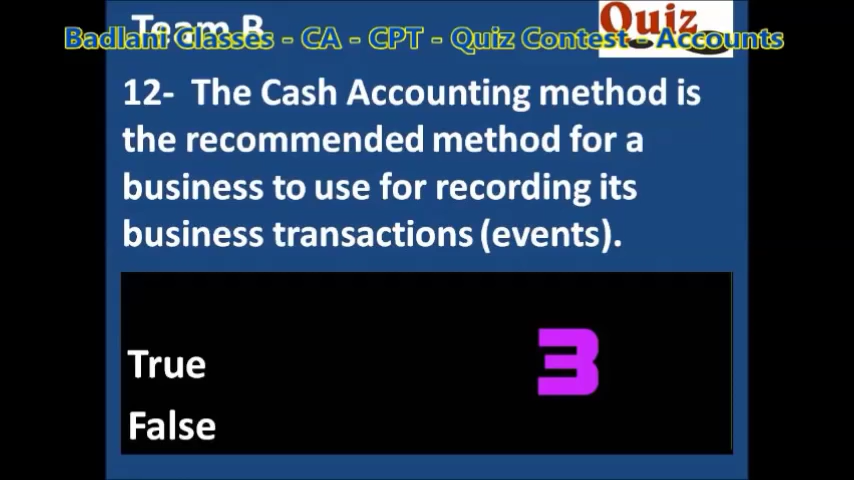 Team B
Quiz
Badlani Classes - CA - CPT - Quiz Contest - Accounts
12- The Cash Accounting method is
the recommended method for a
business to use for recording its
business transactions (events).
3
True
False